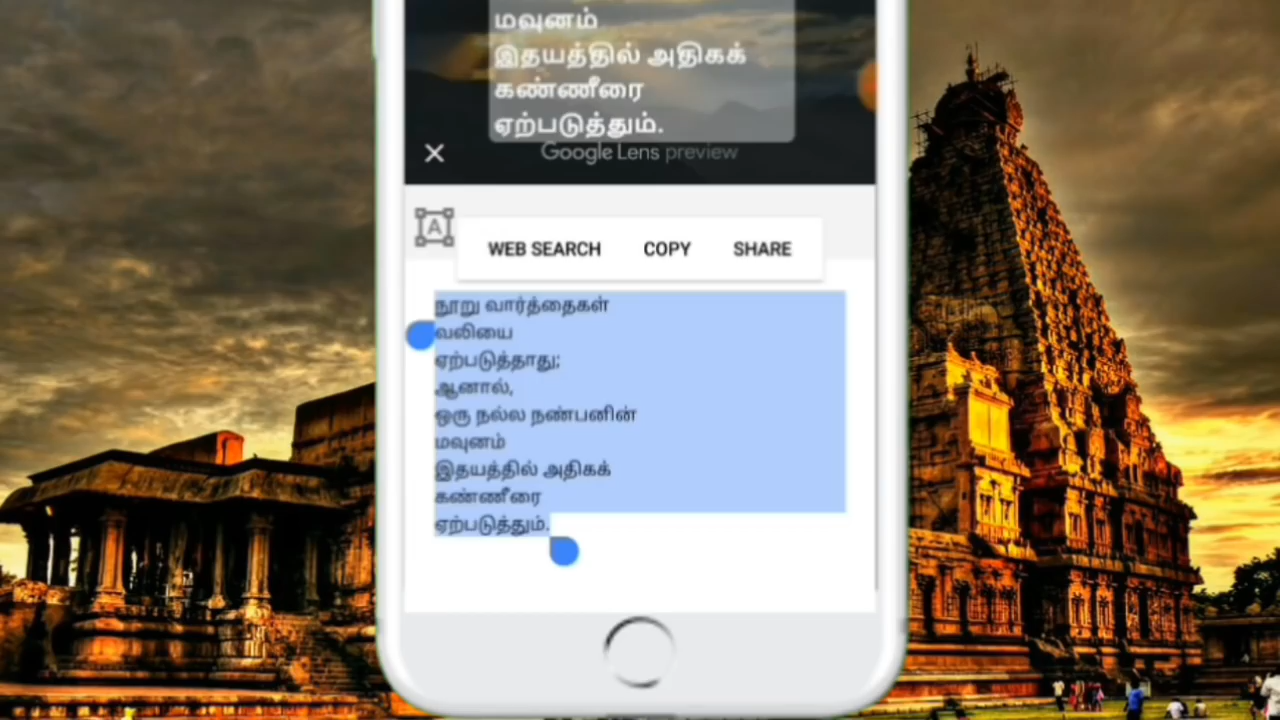 மவுனம்
இதயத்தில் அதிகக்
கண்ணீரை
ஏற்படுத்தும்.
Google Lens preview
A
WEB SEARCH COPY SHARE
நூறு வார்த்தைகள்
வலியை
ஏற்படுத்தாது;
ஆனால்,
ஒரு நல்ல நண்பனின்
மவுனம்
இதயத்தில் அதிகக்
கண்ணீரை
ஏற்படுத்தும்.